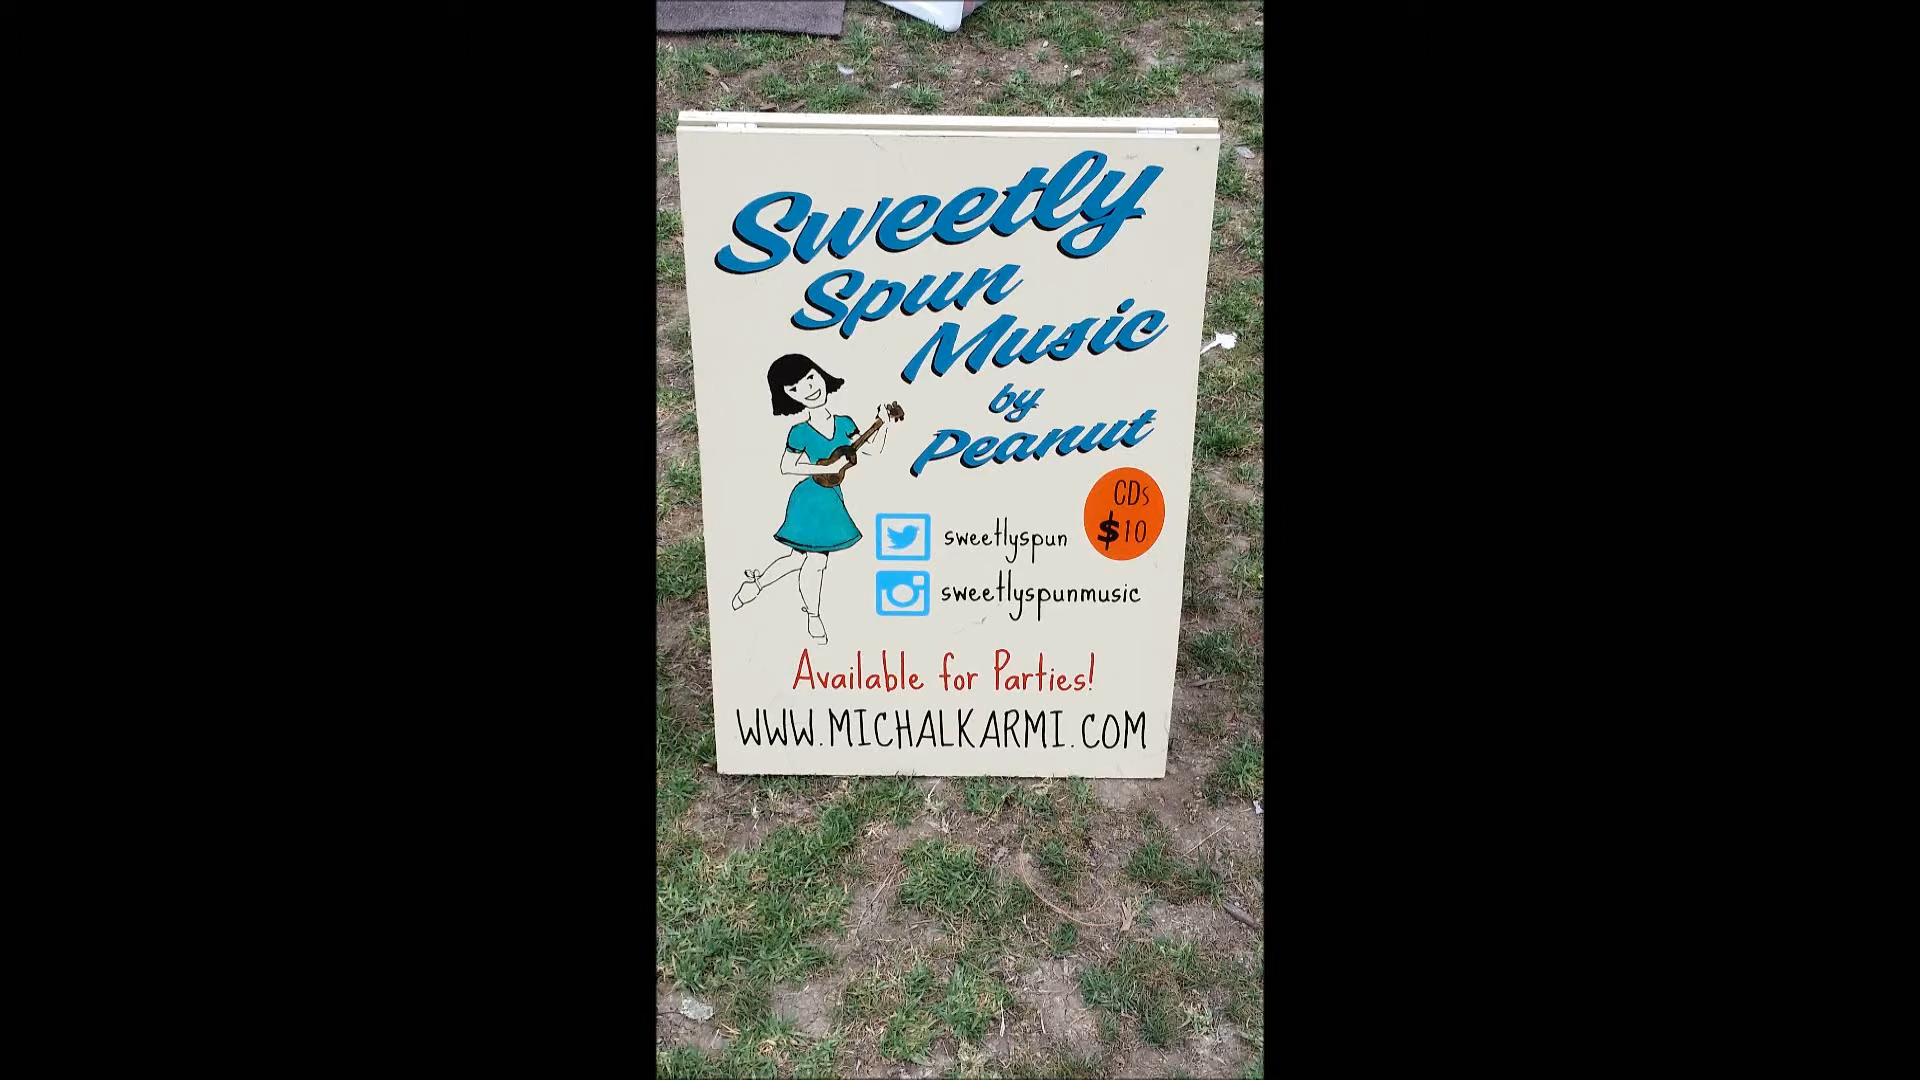 Sweetly
Spun
Music
by
Peanut
CDs
$10
sweetlyspun
sweetlyspunmusic
Available for Parties!
WWW.MICHALKARMI.COM